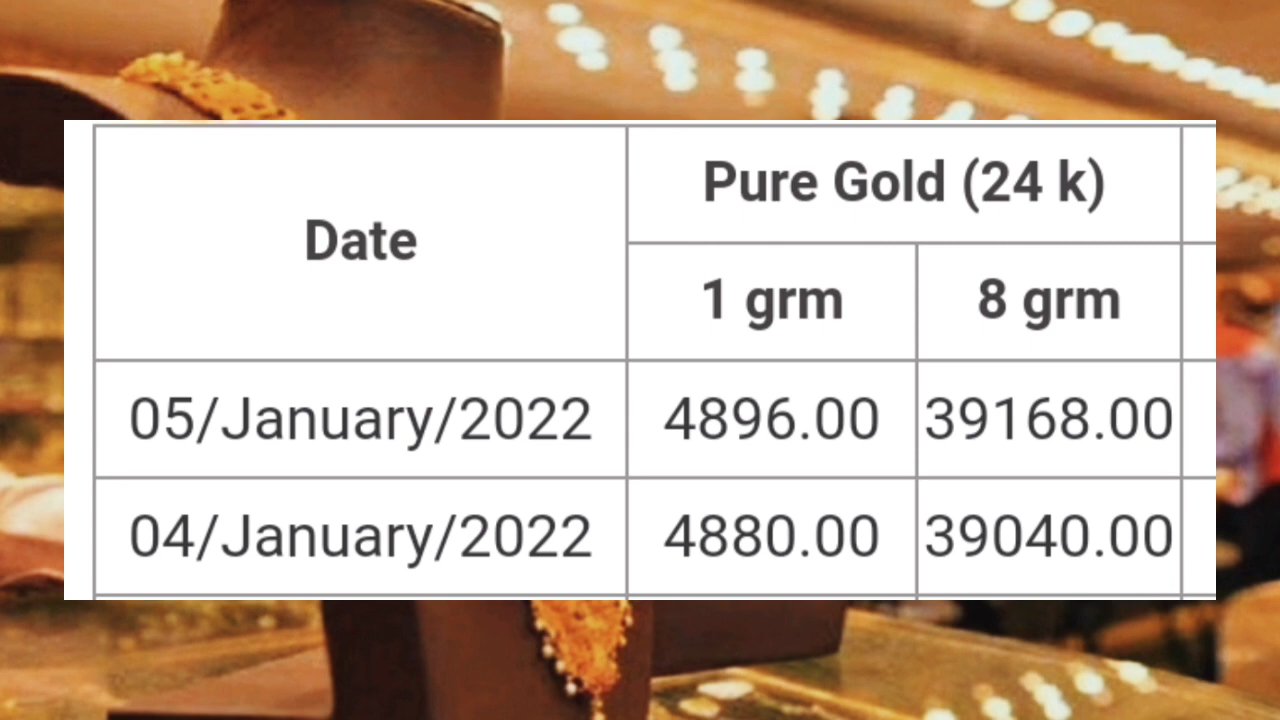 Date
Pure Gold (24 k)
1 grm
8 grm
05/January/2022
4896.00
39168.00
04/January/2022
4880.00
39040.00